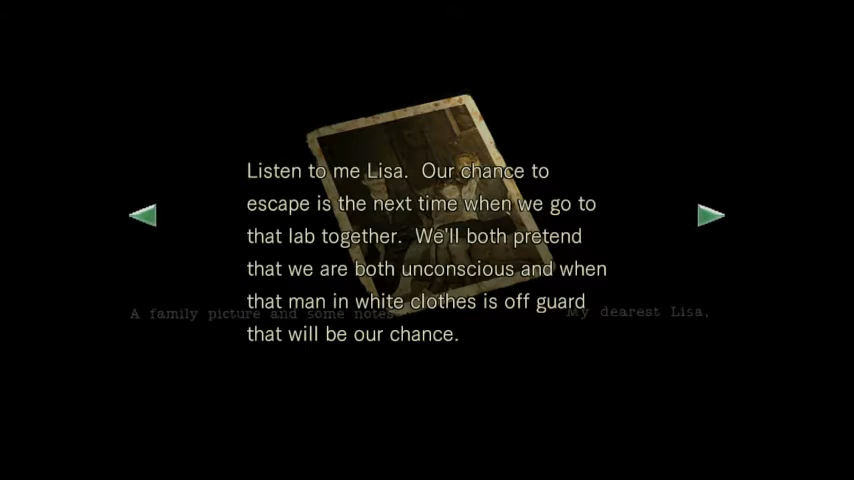 Listen to me Lisa.  Our chance to
escape is the next time when we go to
that lab together.  We'll both pretend
that we are both unconscious and when
that man in white clothes is off guard
that will be our chance.
A family picture and some notes
My dearest Lisa,